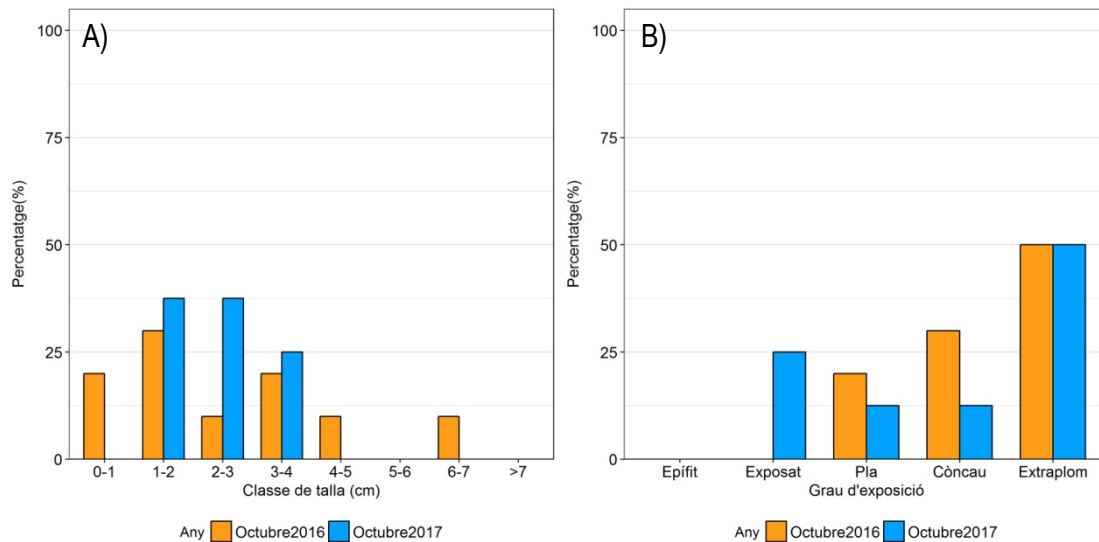 A)
100
75
50
25
0
Percentatge(%)
0-1 1-2 2-3 3-4 4-5 5-6 6-7 >7
Classe de talla (cm)
Any Octubre2016 Octubre2017
B)
100
75
50
25
0
Percentatge(%)
Epífit Exposat Pla Còncau Extraplom
Grau d'exposició
Any Octubre2016 Octubre2017